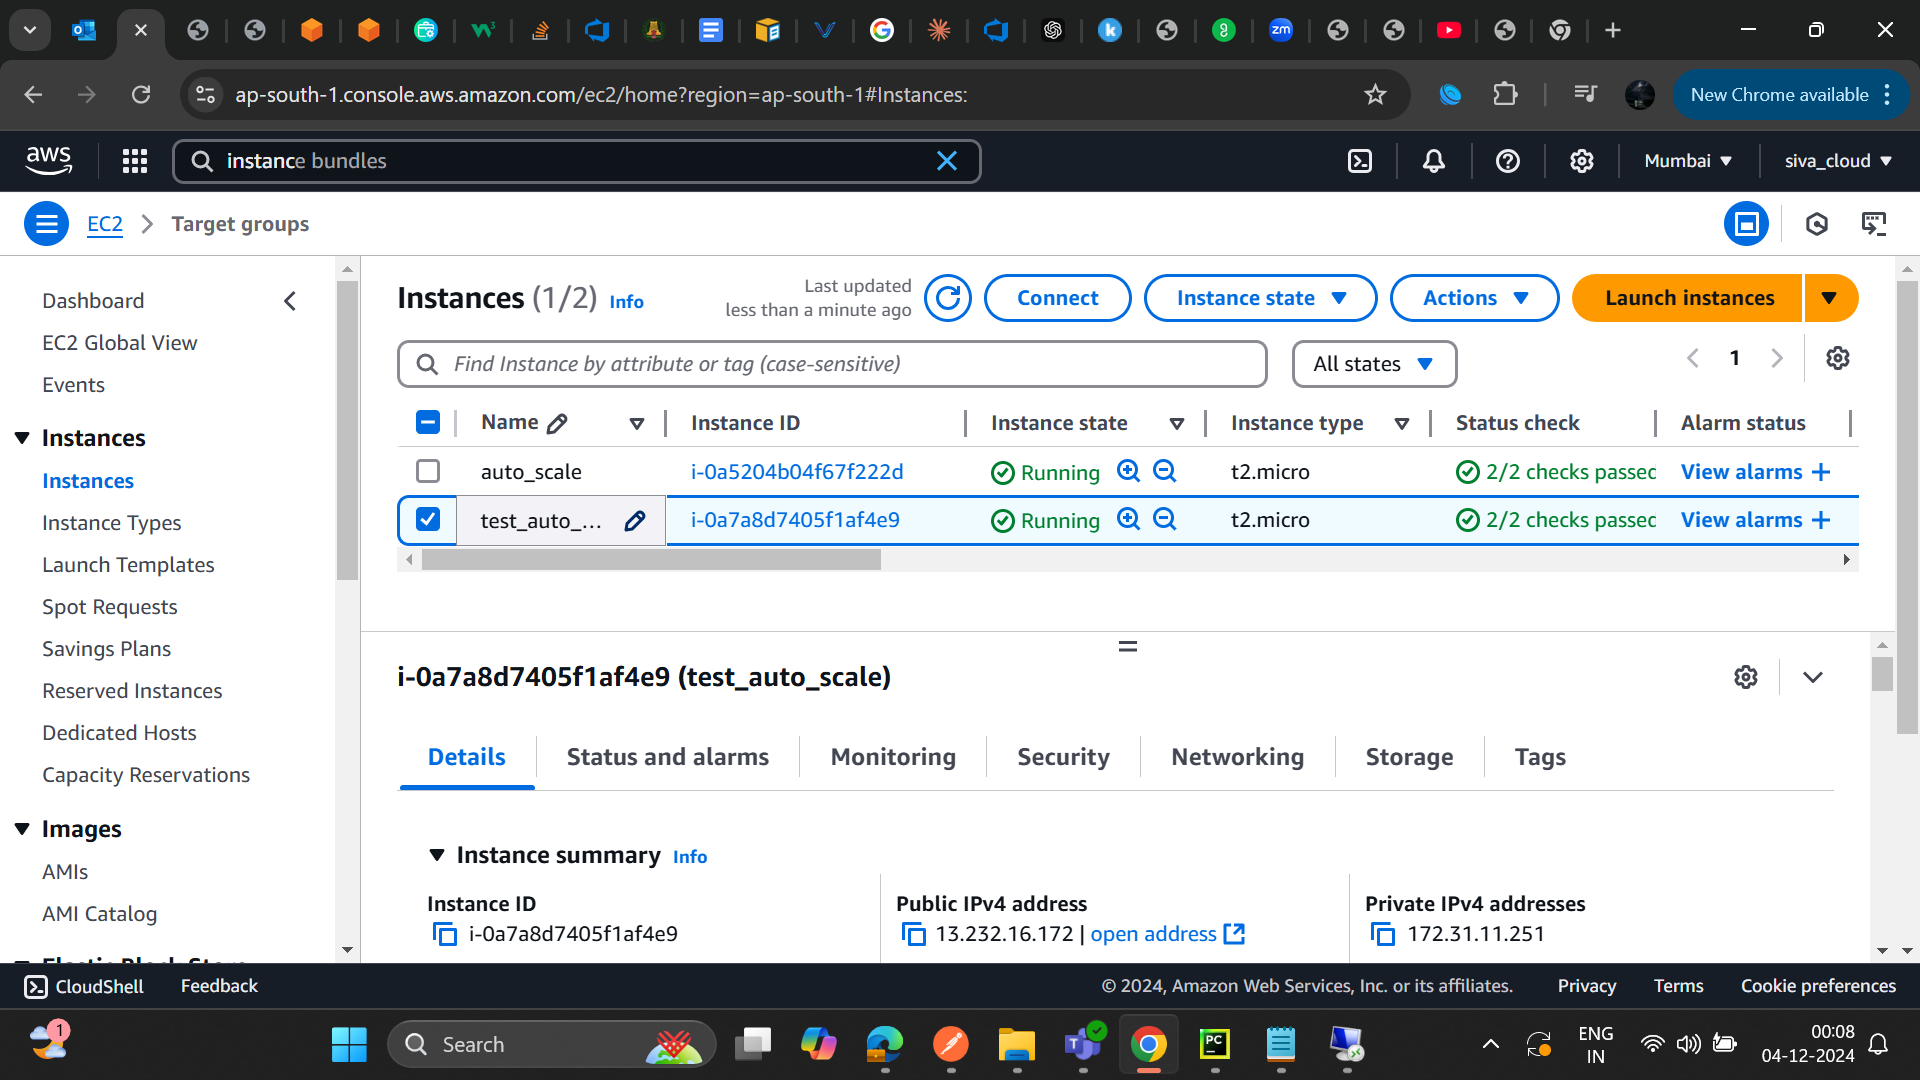 ap-south-1.console.aws.amazon.com/ec2/home?region=ap-south-1#Instances:
New Chrome available
aws
instance bundles
Mumbai
siva_cloud
EC2
Target groups
Dashboard
EC2 Global View
Events
Instances
Instances
Instance Types
Launch Templates
Spot Requests
Savings Plans
Reserved Instances
Dedicated Hosts
Capacity Reservations
Images
AMIs
AMI Catalog
Instances (1/2) Info
Last updated
less than a minute ago
Connect
Instance state
Actions
Launch instances
Find Instance by attribute or tag (case-sensitive)
All states
1
Name Instance ID Instance state Instance type Status check Alarm status
auto_scale i-0a5204b04f67f222d Running t2.micro 2/2 checks passec View alarms +
test_auto_... i-0a7a8d7405f1af4e9 Running t2.micro 2/2 checks passec View alarms +
i-0a7a8d7405f1af4e9 (test_auto_scale)
Details Status and alarms Monitoring Security Networking Storage Tags
Instance summary Info
Instance ID
i-0a7a8d7405f1af4e9
Public IPv4 address
13.232.16.172 | open address
Private IPv4 addresses
172.31.11.251
CloudShell Feedback © 2024, Amazon Web Services, Inc. or its affiliates. Privacy Terms Cookie preferences
1
Search
ENG
IN
00:08
04-12-2024